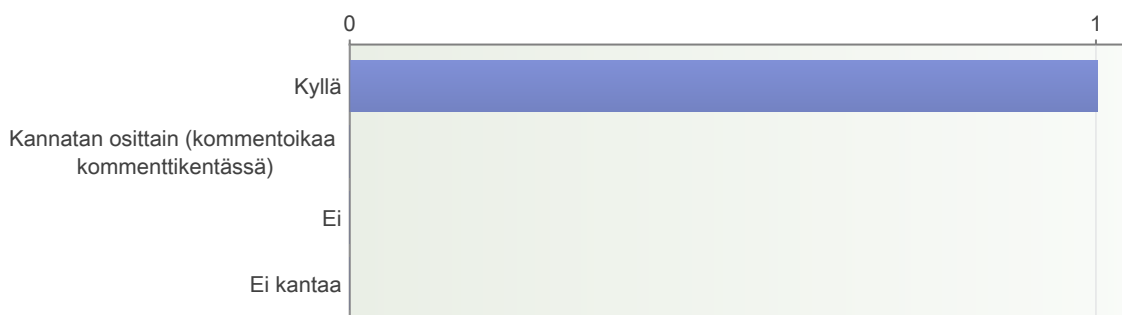 0 1
Kyllä
Kannatan osittain (kommentoikaa
kommenttikentässä)
Ei
Ei kantaa